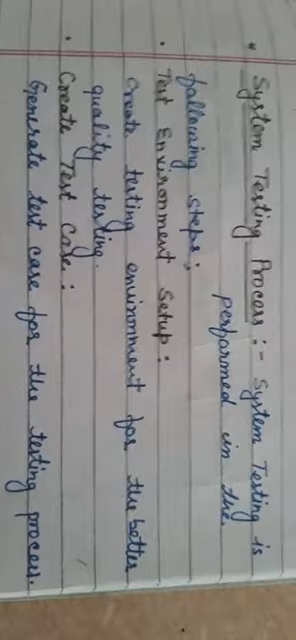 * System Testing Process :- System Testing is
performed in the
following steps;
• Test Environment Setup:
Create testing environment for the better
quality testing.
• Create Test Case:
Generate test case for the testing process.